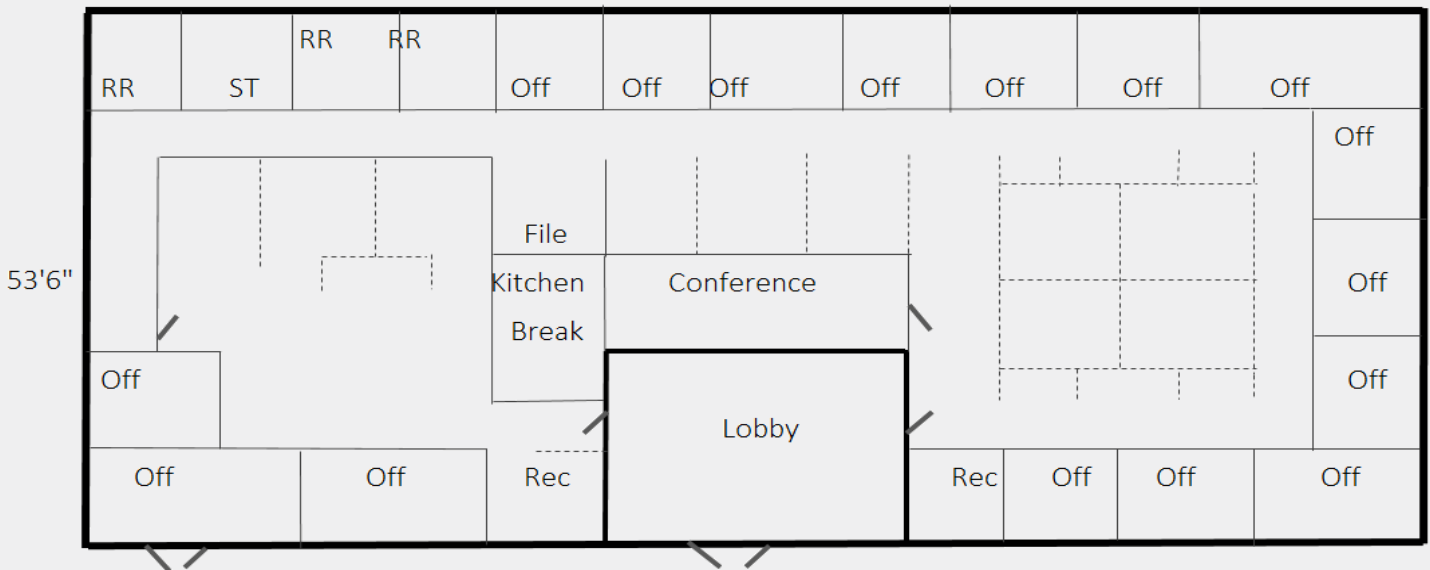 RR RR
RR ST Off Off Off Off Off Off Off
Off
File
53'6" Kitchen Conference Off
Break
Off Off
Lobby
Off Off Rec Rec Off Off Off